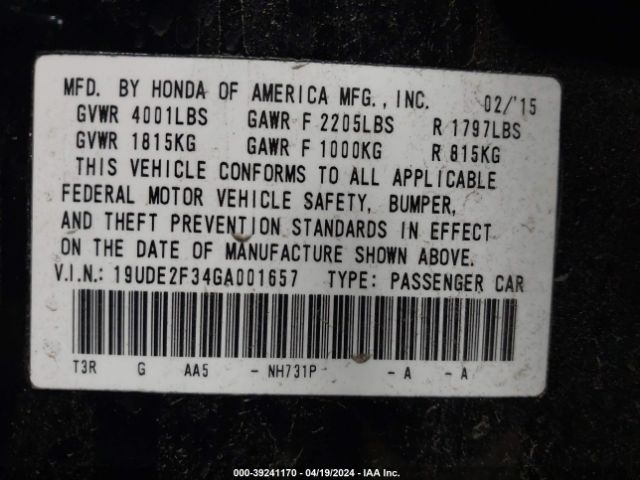 MFD. BY HONDA OF AMERICA MFG., INC. 02/'15
GVWR 4001LBS GAWR F 2205LBS R 1797LBS
GVWR 1815KG GAWR F 1000KG R 815KG
THIS VEHICLE CONFORMS TO ALL APPLICABLE
FEDERAL MOTOR VEHICLE SAFETY, BUMPER,
AND THEFT PREVENTION STANDARDS IN EFFECT
ON THE DATE OF MANUFACTURE SHOWN ABOVE.
V.I.N.: 19UDE2F34GA001657 TYPE: PASSENGER CAR
T3R G AA5 - NH731P - A - A
000-39241170 - 04/19/2024 - IAA Inc.